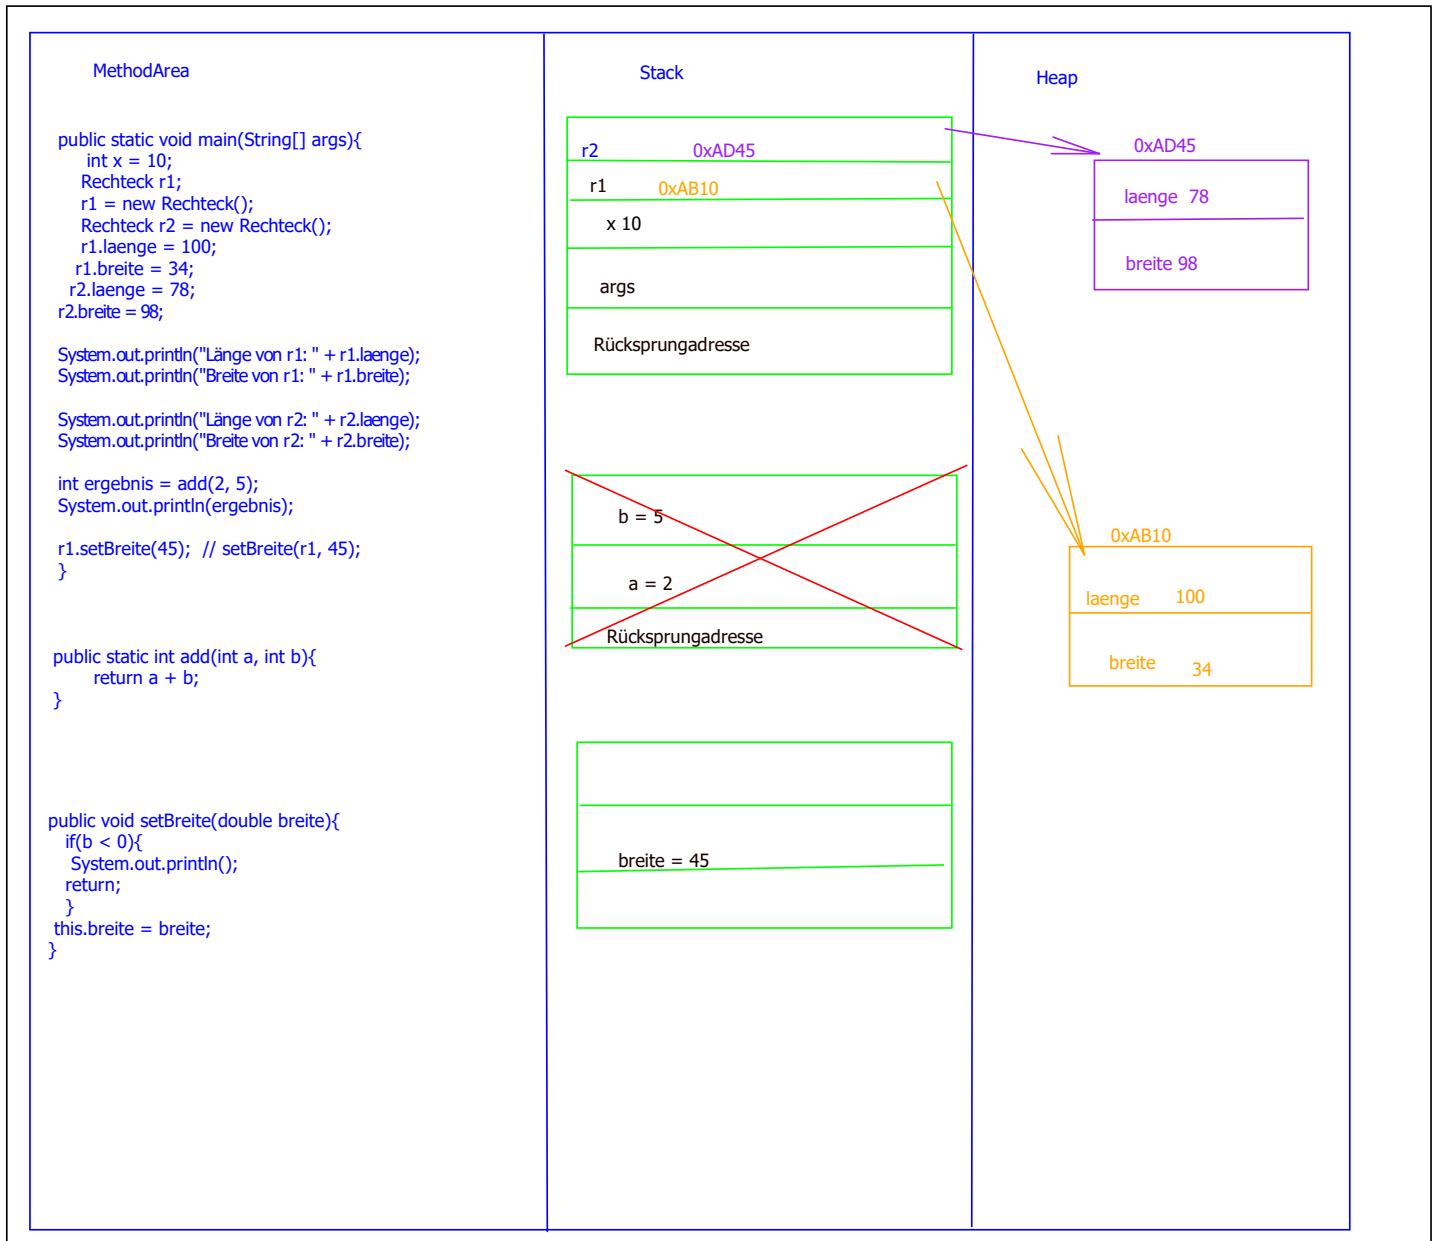 MethodArea
public static void main(String[] args){
int x = 10;
Rechteck r1;
r1 = new Rechteck();
Rechteck r2 = new Rechteck();
r1.laenge = 100;
r1.breite = 34;
r2.laenge = 78;
r2.breite = 98;
System.out.println("Länge von r1: " + r1.laenge);
System.out.println("Breite von r1: " + r1.breite);
System.out.println("Länge von r2: " + r2.laenge);
System.out.println("Breite von r2: " + r2.breite);
int ergebnis = add(2, 5);
System.out.println(ergebnis);
r1.setBreite(45);  // setBreite(r1, 45);
}
public static int add(int a, int b){
return a + b;
}
public void setBreite(double breite){
if(b < 0){
System.out.println();
return;
}
this.breite = breite;
}
Stack
r2 0xAD45
r1 0xAB10
x 10
args
Rücksprungadresse
b = 5
a = 2
Rücksprungadresse
breite = 45
Heap
0xAD45
laenge 78
breite 98
0xAB10
laenge 100
breite 34